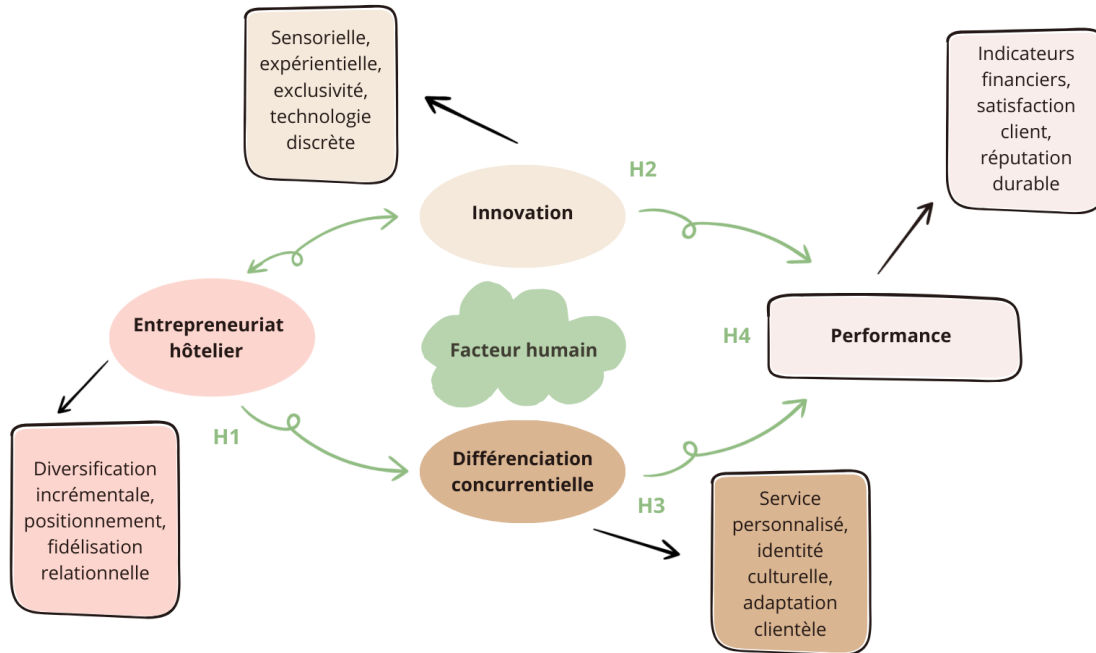 Sensorielle,
expérientielle,
exclusivité,
technologie
discrète
Indicateurs
financiers,
satisfaction
client,
réputation
durable
H2
Innovation
Entrepreneuriat
hôtelier
Facteur humain
H4
Performance
H1
Différenciation
concurrentielle
H3
Diversification
incrémentale,
positionnement,
fidélisation
relationnelle
Service
personnalisé,
identité
culturelle,
adaptation
clientèle